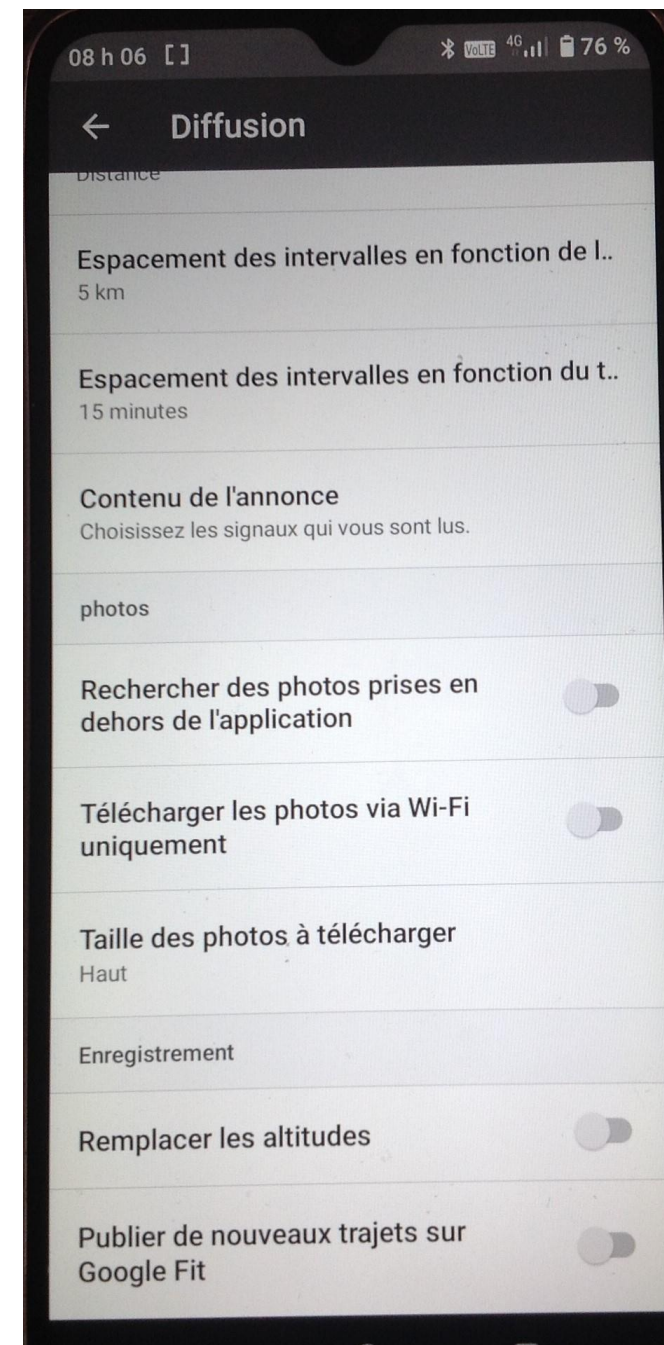 08 h 06 [ ] VoLTE 4G 76 %
Diffusion
Distance
Espacement des intervalles en fonction de l..
5 km
Espacement des intervalles en fonction du t..
15 minutes
Contenu de l'annonce
Choisissez les signaux qui vous sont lus.
photos
Rechercher des photos prises en
dehors de l'application
Télécharger les photos via Wi-Fi
uniquement
Taille des photos à télécharger
Haut
Enregistrement
Remplacer les altitudes
Publier de nouveaux trajets sur
Google Fit